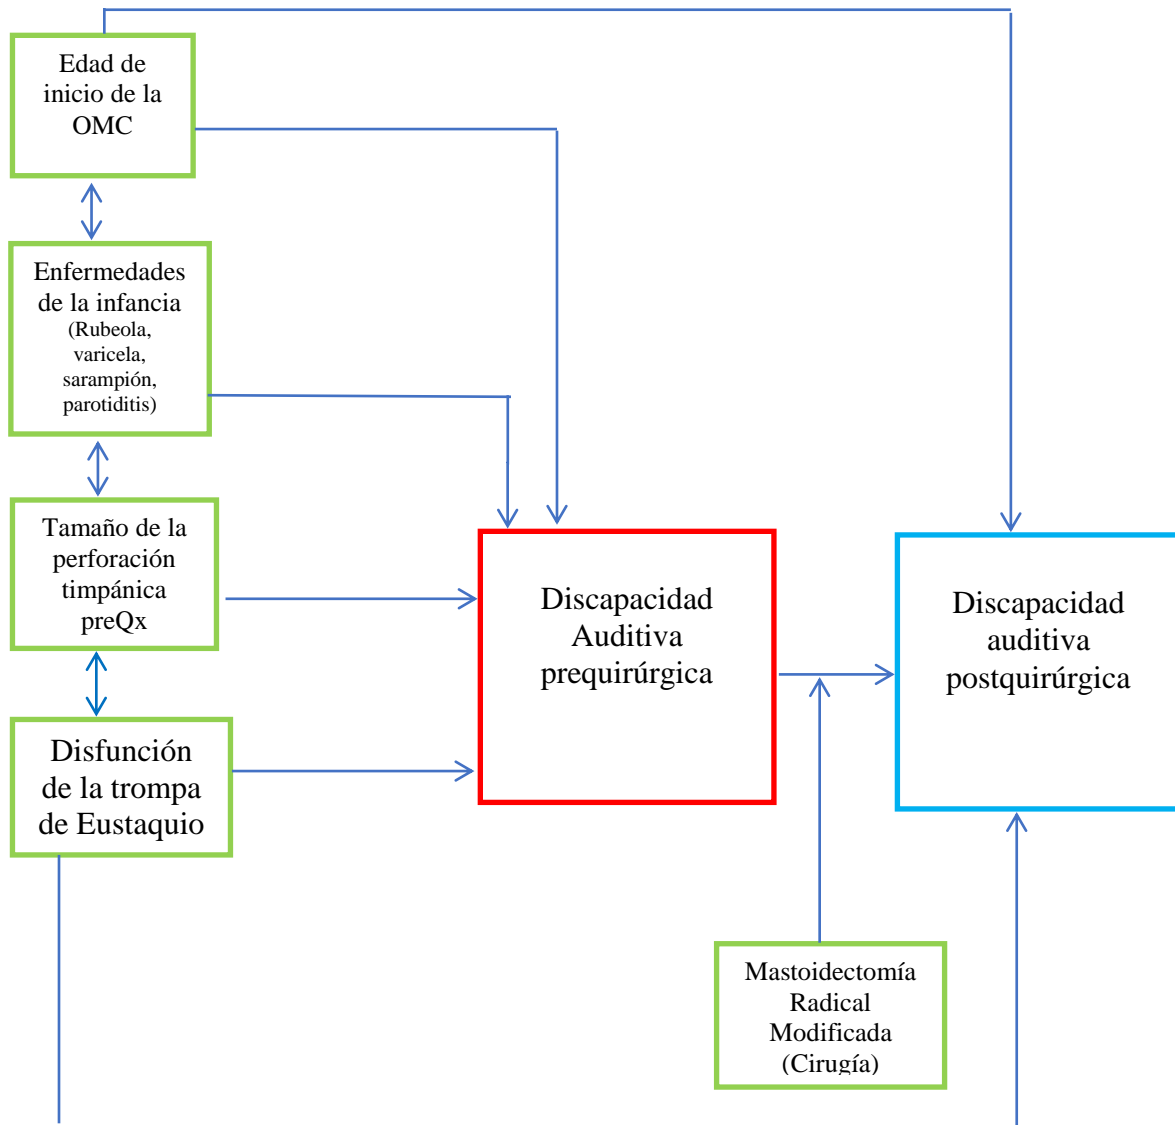 Edad de
inicio de la
OMC
Enfermedades
de la infancia
(Rubeola,
varicela,
sarampión,
parotiditis)
Tamaño de la
perforación
timpánica
preQx
Disfunción
de la trompa
de Eustaquio
Discapacidad
Auditiva
prequirúrgica
Discapacidad
auditiva
postquirúrgica
Mastoidectomía
Radical
Modificada
(Cirugía)